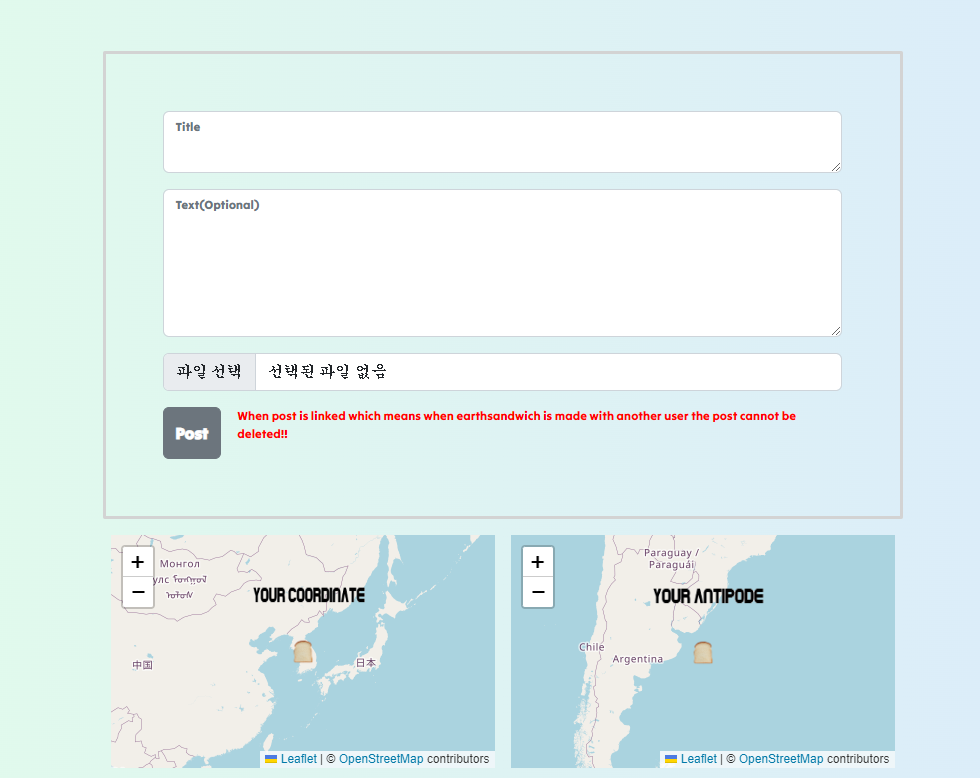 Title
Text(Optional)
파일 선택 선택된 파일 없음
Post
When post is linked which means when earthsandwich is made with another user the post cannot be
deleted!!
+
−
Монгол
улс
YOUR COORDINATE
中国
日本
Leaflet | © OpenStreetMap contributors
+
−
Paraguay /
Paraguái
YOUR ANTIPODE
Chile
Argentina
Leaflet | © OpenStreetMap contributors